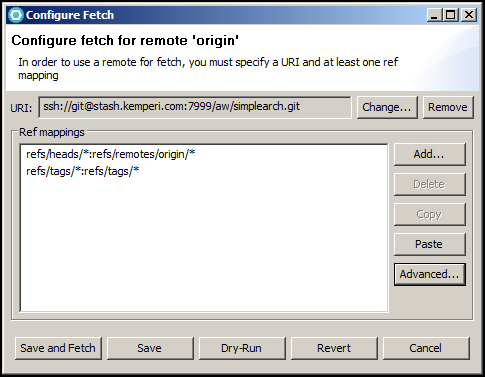 Configure Fetch
Configure fetch for remote 'origin'
In order to use a remote for fetch, you must specify a URI and at least one ref
mapping
URI: ssh://git@stash.kemperi.com:7999/aw/simplearch.git Change... Remove
Ref mappings
refs/heads/*:refs/remotes/origin/*
refs/tags/*:refs/tags/*
Add...
Delete
Copy
Paste
Advanced...
Save and Fetch Save Dry-Run Revert Cancel